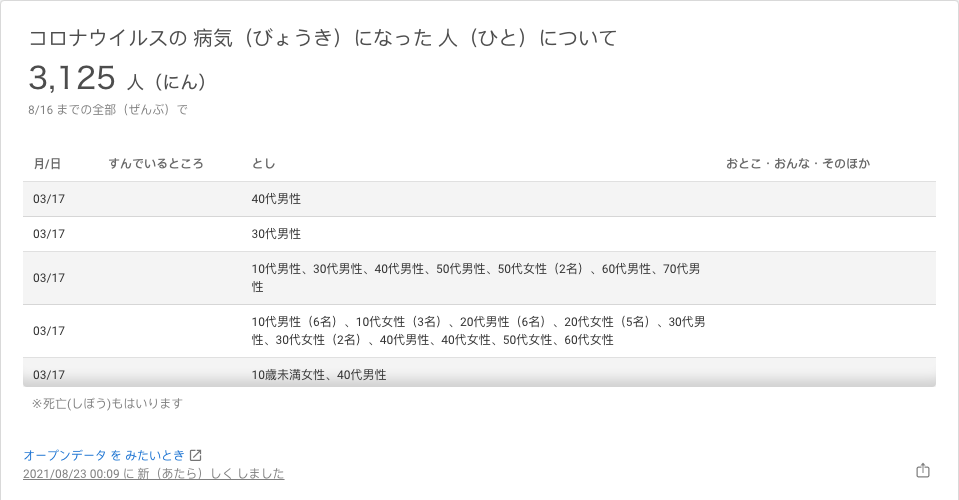 コロナウイルスの 病気（びょうき）になった 人（ひと）について
3,125 人（にん）
8/16 までの全部（ぜんぶ）で
月/日 すんでいるところ とし おとこ・おんな・そのほか
03/17 40代男性
03/17 30代男性
03/17 10代男性、30代男性、40代男性、50代男性、50代女性（2名）、60代男性、70代男
性
03/17 10代男性（6名）、10代女性（3名）、20代男性（6名）、20代女性（5名）、30代男
性、30代女性（2名）、40代男性、40代女性、50代女性、60代女性
03/17 10歳未満女性、40代男性
※死亡(しぼう)もはいります
オープンデータ を みたいとき
2021/08/23 00:09 に 新（あたら）しく しました